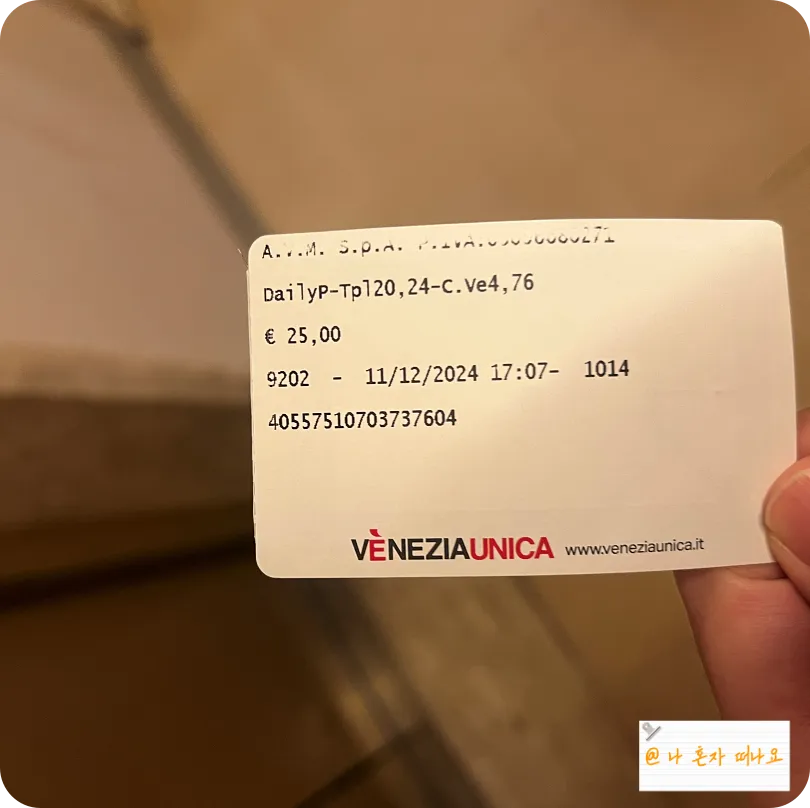 A.V.M. S.p.A. P.IVA.
DailyP-Tpl20,24-C.Ve4,76
€ 25,00
9202 - 11/12/2024 17:07- 1014
40557510703737604
VÈNEZIAUNICA www.veneziaunica.it
@ 나 혼자 떠나요